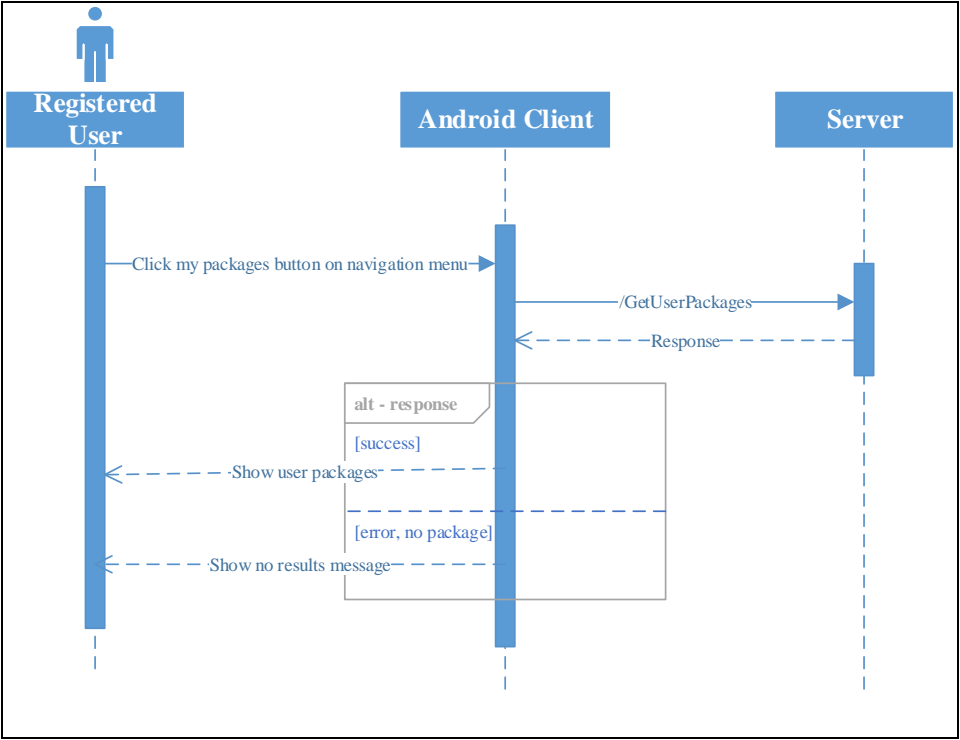 Registered
User
Android Client
Server
Click my packages button on navigation menu
/GetUserPackages
Response
alt - response
[success]
Show user packages
[error, no package]
Show no results message